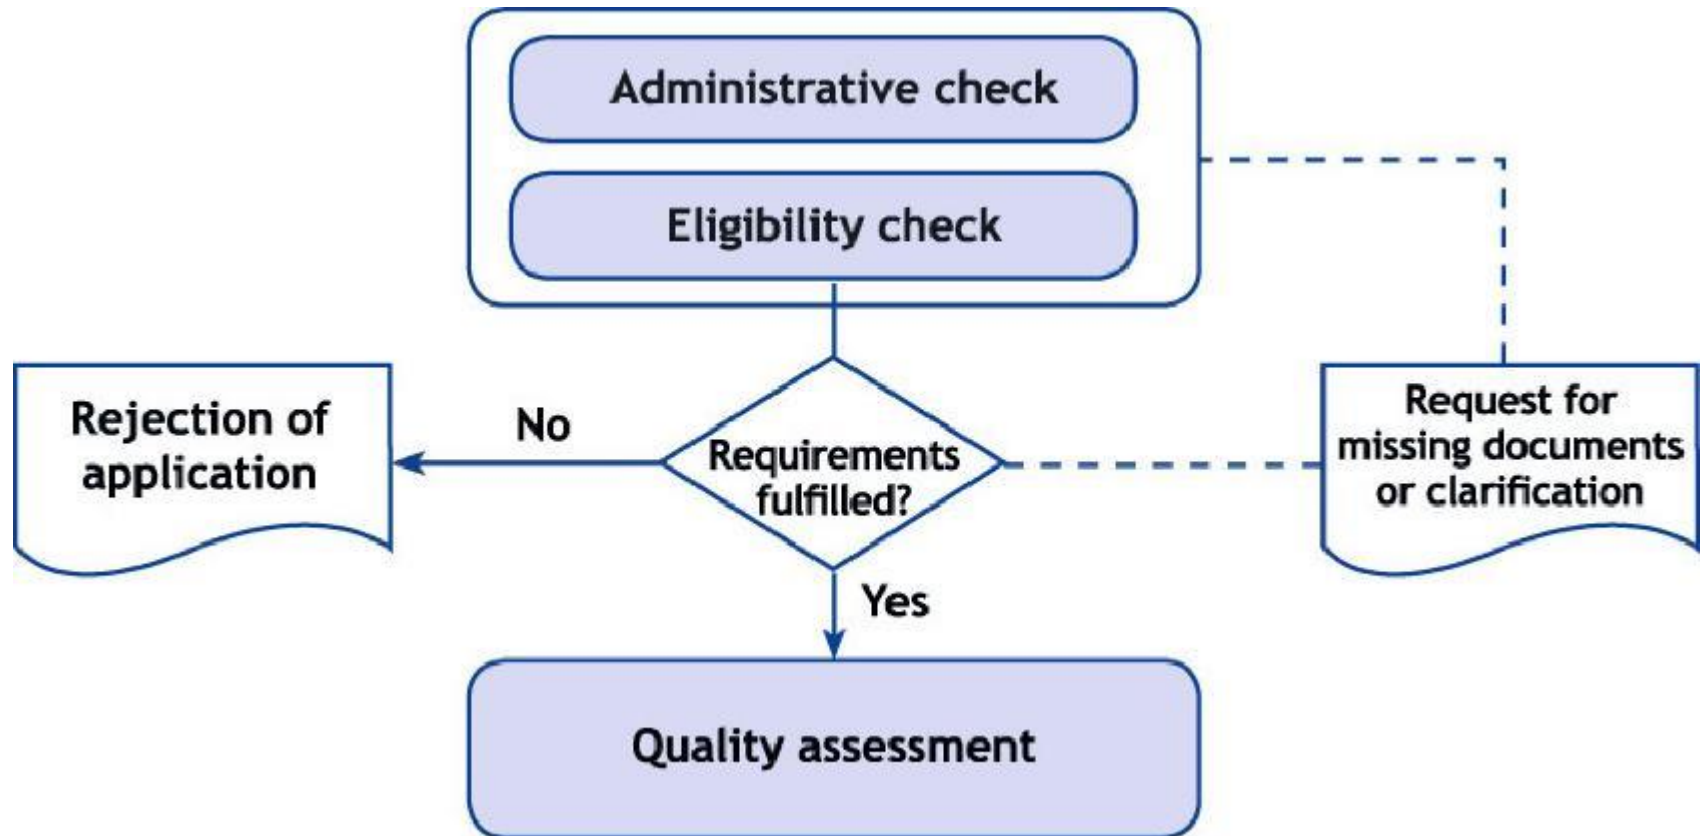 Administrative check
Eligibility check
Rejection of
application
No
Requirements
fulfilled?
Request for
missing documents
or clarification
Yes
Quality assessment